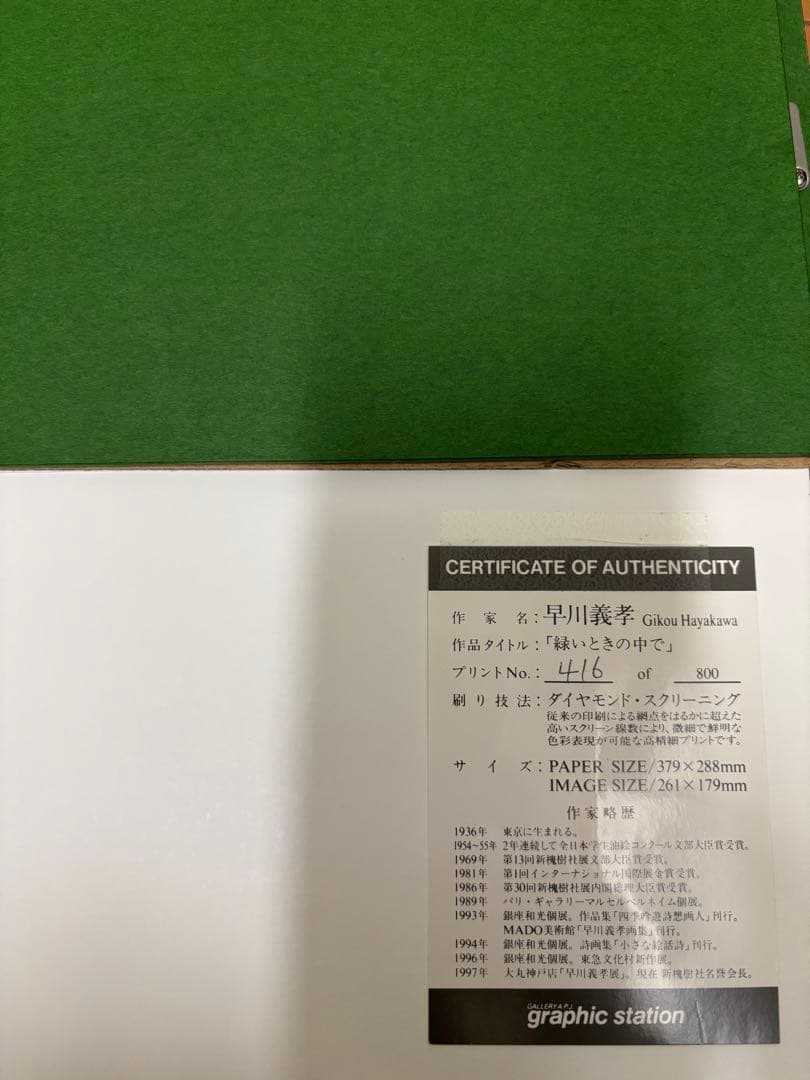 CERTIFICATE OF AUTHENTICITY
作家名：早川義孝 Gikou Hayakawa
作品タイトル：「緑いときの中で」
プリントNo.：416 of 800
刷り技法：ダイヤモンド・スクリーニング
従来の印刷による網点をはるかに超えた
高いスクリーン線数により、微細で鮮明な
色彩表現が可能な高精細プリントです。
サイズ：PAPER SIZE/379×288mm
IMAGE SIZE/261×179mm
作家略歴
1936年 東京に生まれる。
1954~55年 2年連続して全日本学生油絵コンクール文部大臣賞受賞。
1969年 第13回新槐樹社展文部大臣賞受賞。
1981年 第1回インターナショナル国際展金賞受賞。
1986年 第30回新槐樹社展内閣総理大臣賞受賞。
1989年 パリ・ギャラリーマルセルベルネイム個展。
1993年 銀座和光個展。作品集「四季吟遊詩想画人」刊行。
MADO美術館「早川義孝画集」刊行。
1994年 銀座和光個展。詩画集「小さな絵話詩」刊行。
1996年 銀座和光個展。東急文化村新作展。
1997年 大丸神戸店「早川義孝展」。現在 新槐樹社名誉会長。
GALLERY A.P.J.
graphic station